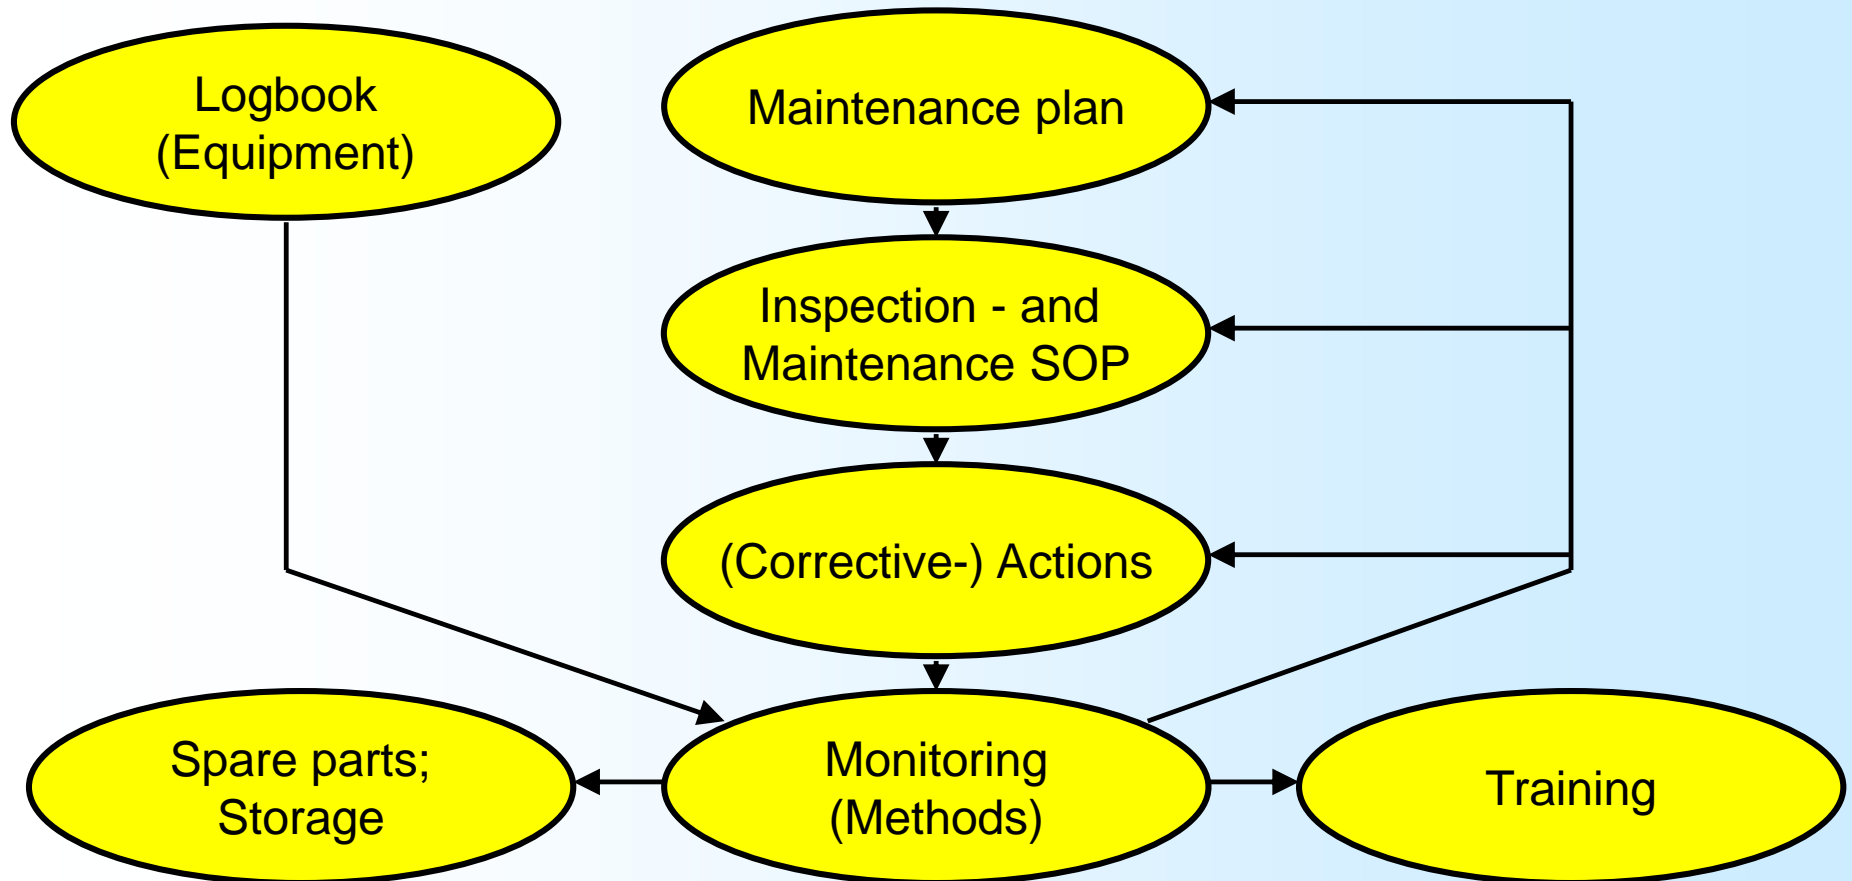 Logbook
(Equipment)
Maintenance plan
Inspection - and
Maintenance SOP
(Corrective-) Actions
Spare parts;
Storage
Monitoring
(Methods)
Training